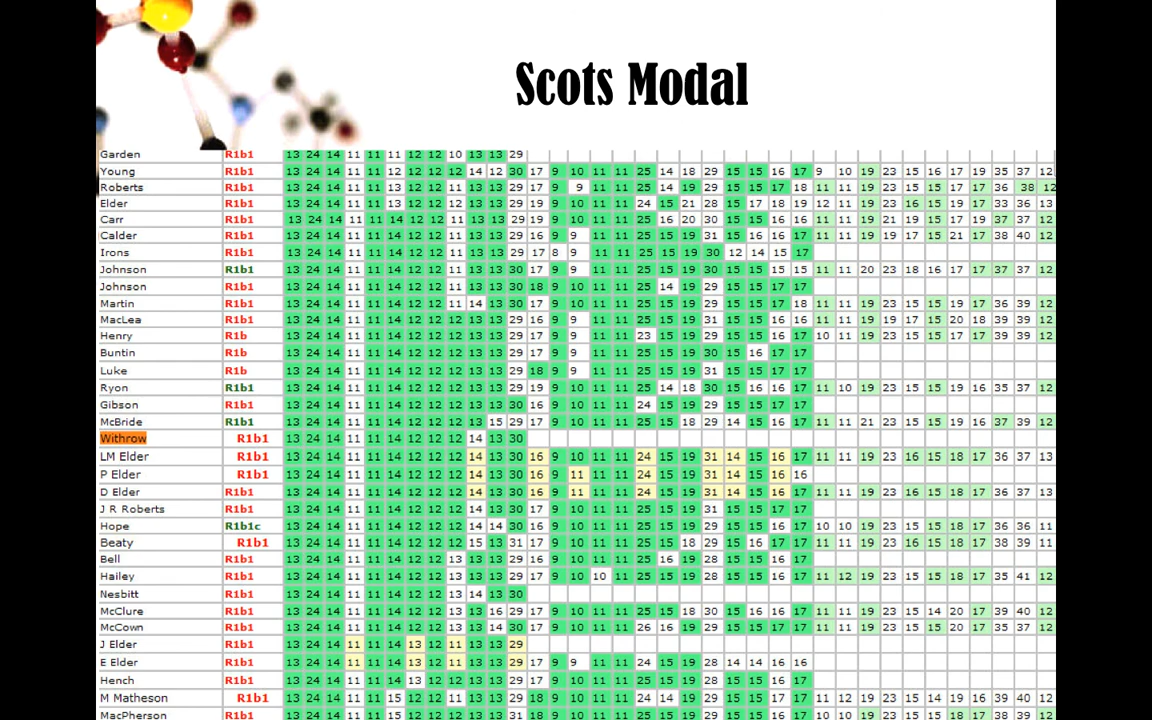 Scots Modal
Garden R1b1 13 24 14 11 11 11 12 12 10 13 13 29
Young R1b1 13 24 14 11 11 12 12 12 12 14 12 30 17 9 10 11 11 25 14 18 29 15 15 16 17 9 10 19 23 15 16 17 19 35 37 12
Roberts R1b1 13 24 14 11 11 13 12 12 11 13 13 29 17 9 9 11 11 25 14 19 29 15 15 17 18 11 11 19 23 15 15 17 17 36 38 12
Elder R1b1 13 24 14 11 11 13 12 12 12 13 13 29 19 9 10 11 11 24 15 21 28 15 17 18 19 12 11 19 23 16 15 19 17 33 36 13
Carr R1b1 13 24 14 11 11 14 12 12 11 13 13 29 19 9 10 11 11 25 16 20 30 15 15 16 16 11 11 19 21 19 15 19 17 37 37 12
Calder R1b1 13 24 14 11 11 14 12 12 11 13 13 29 16 9 9 11 11 25 15 19 31 15 16 16 17 11 11 19 19 17 15 21 17 38 40 12
Irons R1b1 13 24 14 11 11 14 12 12 11 13 13 29 17 8 9 11 11 25 15 19 30 12 14 15 17
Johnson R1b1 13 24 14 11 11 14 12 12 11 13 13 30 17 9 10 11 11 25 15 19 30 15 15 15 15 11 11 20 23 18 16 17 17 37 37 12
Johnson R1b1 13 24 14 11 11 14 12 12 12 13 13 30 18 9 10 11 11 25 14 19 29 15 15 17 17
Martin R1b1 13 24 14 11 11 14 12 12 11 14 13 30 17 9 10 11 11 25 15 19 29 15 15 17 18 11 11 19 23 15 15 19 17 36 39 12
MacLea R1b1 13 24 14 11 11 14 12 12 12 13 13 29 16 9 9 11 11 25 15 19 31 15 15 16 16 11 11 19 19 17 15 20 18 39 39 12
Henry R1b 13 24 14 11 11 14 12 12 12 13 13 29 17 9 9 11 11 23 15 19 29 15 15 16 17 10 11 19 23 15 15 17 17 39 39 12
Buntin R1b 13 24 14 11 11 14 12 12 12 13 13 29 17 9 9 11 11 25 15 19 30 15 16 17 17
Luke R1b 13 24 14 11 11 14 12 12 12 13 13 29 18 9 9 11 11 25 15 19 31 15 15 17 17
Ryon R1b1 13 24 14 11 11 14 12 12 12 13 13 29 19 9 10 11 11 25 14 18 30 15 16 16 17 11 10 19 23 15 15 19 16 35 37 12
Gibson R1b1 13 24 14 11 11 14 12 12 12 13 13 30 16 9 10 11 11 24 15 19 29 15 15 17 17
McBride R1b1 13 24 14 11 11 14 12 12 12 13 15 29 17 9 10 11 11 25 15 18 29 14 15 16 17 11 11 21 23 15 15 17 17 37 39 12
Withrow R1b1 13 24 14 11 11 14 12 12 12 14 13 30
LM Elder R1b1 13 24 14 11 11 14 12 12 12 14 13 30 16 9 10 11 11 24 15 19 31 14 15 16 17 11 11 19 23 16 15 18 17 36 37 13
P Elder R1b1 13 24 14 11 11 14 12 12 12 14 13 30 16 9 11 11 11 24 15 19 31 14 15 16 16
D Elder R1b1 13 24 14 11 11 14 12 12 12 14 13 30 16 9 11 11 11 24 15 19 31 14 15 16 17 11 11 19 23 16 15 18 17 36 37 13
J R Roberts R1b1 13 24 14 11 11 14 12 12 12 14 13 30 17 9 10 11 11 25 15 19 31 15 15 17 17
Hope R1b1c 13 24 14 11 11 14 12 12 12 14 14 30 16 9 10 11 11 25 15 19 29 15 15 16 17 10 10 19 23 15 15 18 17 36 36 11
Beaty R1b1 13 24 14 11 11 14 12 12 12 15 13 31 17 9 10 11 11 25 15 18 29 15 16 17 17 11 11 19 23 16 15 18 17 38 39 11
Bell R1b1 13 24 14 11 11 14 12 12 13 13 13 29 16 9 10 11 11 25 16 19 28 15 15 16 17
Hailey R1b1 13 24 14 11 11 14 12 12 13 13 13 29 17 9 10 10 11 25 15 19 28 15 15 16 17 11 12 19 23 15 15 18 17 35 41 12
Nesbitt R1b1 13 24 14 11 11 14 12 12 13 14 13 30
McClure R1b1 13 24 14 11 11 14 12 12 13 13 16 29 17 9 10 11 11 25 15 18 30 15 16 16 17 11 11 19 23 15 14 20 17 39 40 12
McCown R1b1 13 24 14 11 11 14 12 12 13 13 14 30 17 9 10 11 11 26 16 19 29 15 15 17 17 11 11 19 23 15 15 20 17 35 37 12
J Elder R1b1 13 24 14 11 11 14 13 12 11 13 13 29
E Elder R1b1 13 24 14 11 11 14 13 12 11 13 13 29 17 9 9 11 11 24 15 19 28 14 14 16 16
Hench R1b1 13 24 14 11 11 14 13 12 12 13 13 29 17 9 10 11 11 25 15 19 28 15 15 16 17
M Matheson R1b1 13 24 14 11 11 15 12 12 11 13 13 29 18 9 10 11 11 24 14 19 29 15 15 17 17 11 12 19 23 15 14 19 16 39 40 12
MacPherson R1b1 13 24 14 11 11 15 12 12 12 13 13 31 18 9 10 11 11 25 15 19 29 15 15 16 17 10 10 19 23 15 15 18 17 38 39 12